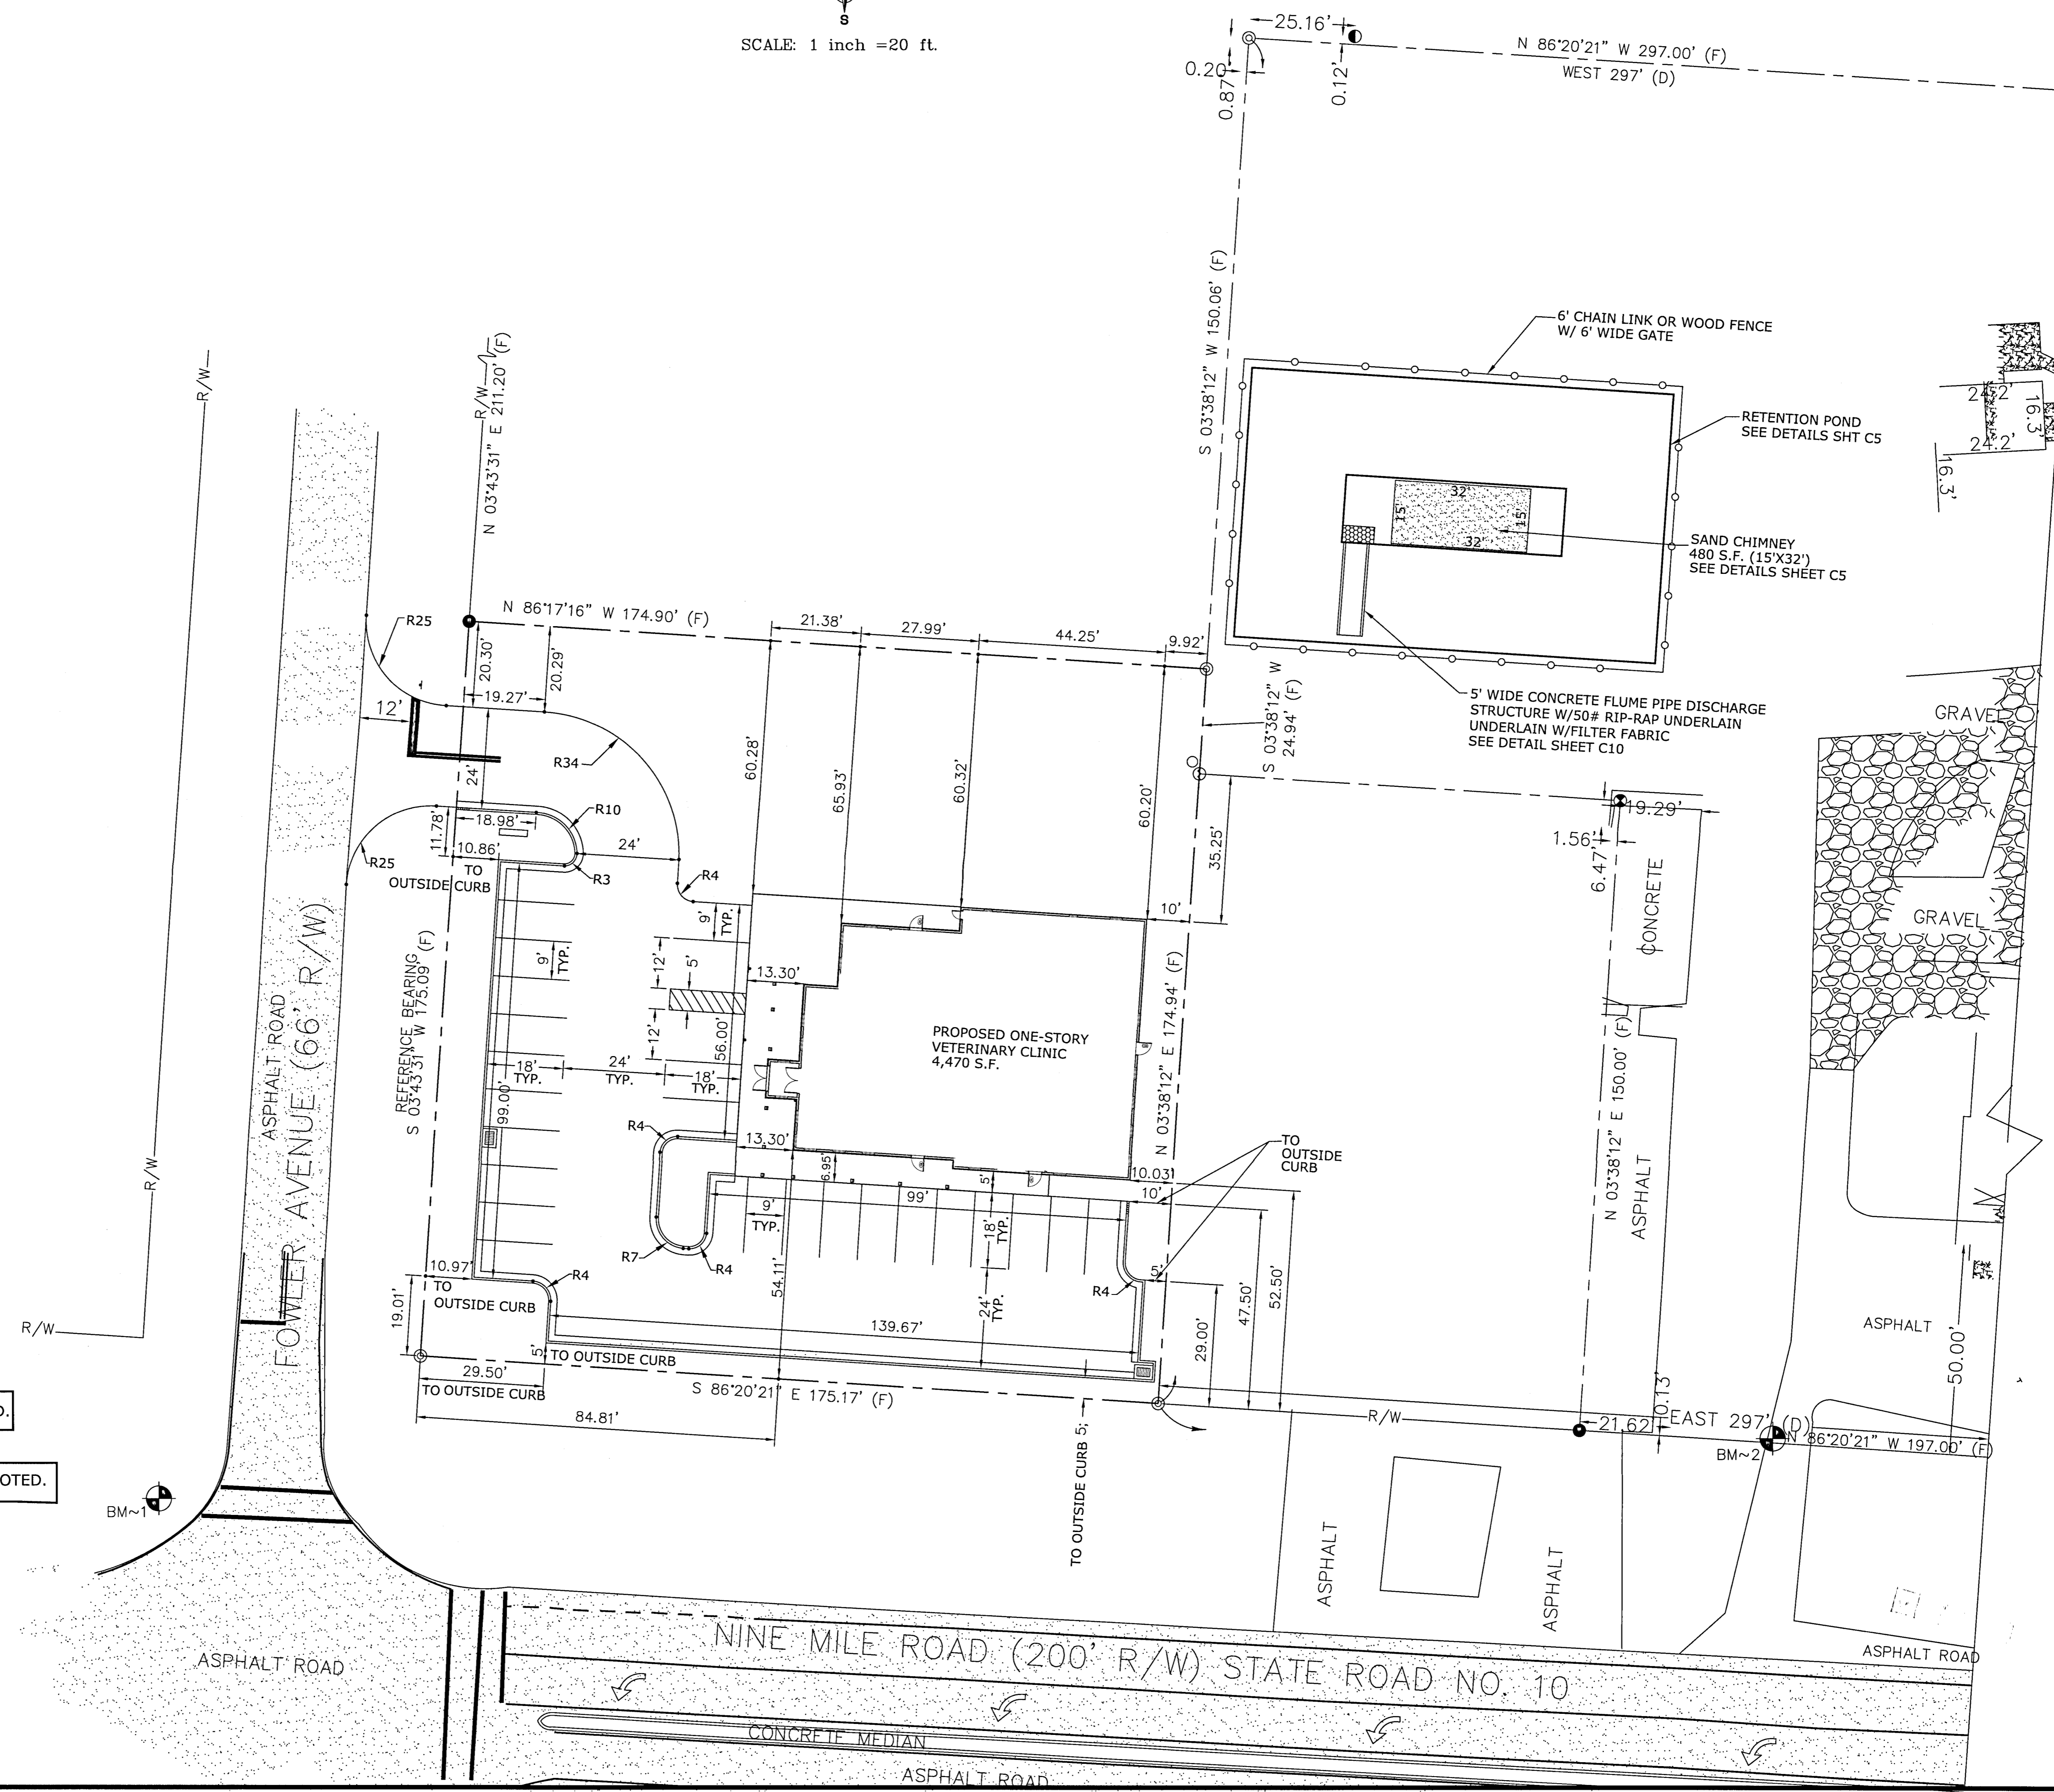 S
SCALE: 1 inch =20 ft.
25.16'
0.20'
0.87'
0.12'
N 86°20'21" W 297.00' (F)
WEST 297' (D)
S 03°38'12" W 150.06' (F)
R/W
R/W
N 03°43'31" E 211.20' (F)
6' CHAIN LINK OR WOOD FENCE
W/ 6' WIDE GATE
RETENTION POND
SEE DETAILS SHT C5
24.2'
16.3'
24.2'
16.3'
32'
15'
15'
32'
SAND CHIMNEY
480 S.F. (15'X32')
SEE DETAILS SHEET C5
5' WIDE CONCRETE FLUME PIPE DISCHARGE
STRUCTURE W/50# RIP-RAP UNDERLAIN
UNDERLAIN W/FILTER FABRIC
SEE DETAIL SHEET C10
N 86°17'16" W 174.90' (F)
R25
20.30'
20.29'
19.27'
12'
24'
R34
21.38'
27.99'
44.25'
9.92'
60.28'
65.93'
60.32'
60.20'
S 03°38'12" W
24.94' (F)
35.25'
GRAVEL
GRAVEL
19.29'
1.56'
6.47'
CONCRETE
R10
18.98'
11.78'
10.86'
TO
OUTSIDE CURB
R25
R3
24'
R4
9'
TYP.
9'
TYP.
12'
5'
12'
56.00'
13.30'
10'
REFERENCE BEARING
S 03°43'31" W 175.09' (F)
ASPHALT ROAD
FOWLER AVENUE (66' R/W)
PROPOSED ONE-STORY
VETERINARY CLINIC
4,470 S.F.
N 03°38'12" E 174.94' (F)
N 03°38'12" E 150.00' (F)
ASPHALT
18'
TYP.
24'
TYP.
18'
TYP.
99.00'
R4
13.30'
6.95'
5'
10.03'
10'
TO
OUTSIDE
CURB
99'
9'
TYP.
18'
TYP.
R7
R4
R4
R4
5'
10.97'
TO
OUTSIDE CURB
19.01'
54.11'
24'
TYP.
139.67'
29.00'
47.50'
52.50'
5'
TO OUTSIDE CURB
29.50'
TO OUTSIDE CURB
84.81'
S 86°20'21" E 175.17' (F)
TO OUTSIDE CURB 5;
R/W
R/W
R/W
21.62'
0.13'
EAST 297' (D)
N 86°20'21" W 197.00' (F)
BM~2
ASPHALT
50.00'
OTED.
BM~1
ASPHALT
ASPHALT
ASPHALT ROAD
NINE MILE ROAD (200' R/W) STATE ROAD NO. 10
ASPHALT ROAD
CONCRETE MEDIAN
ASPHALT ROAD